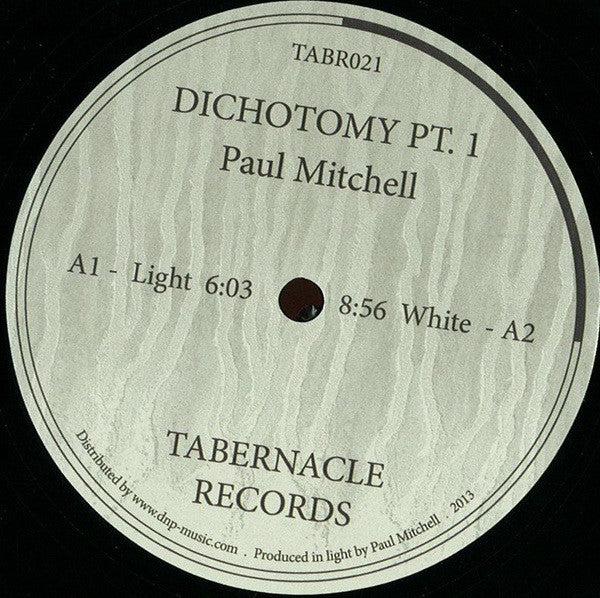 TABR021
DICHOTOMY PT. 1
Paul Mitchell
A1 - Light 6:03
8:56 White - A2
TABERNACLE
RECORDS
Distributed by www.dnp-music.com . Produced in light by Paul Mitchell . 2013